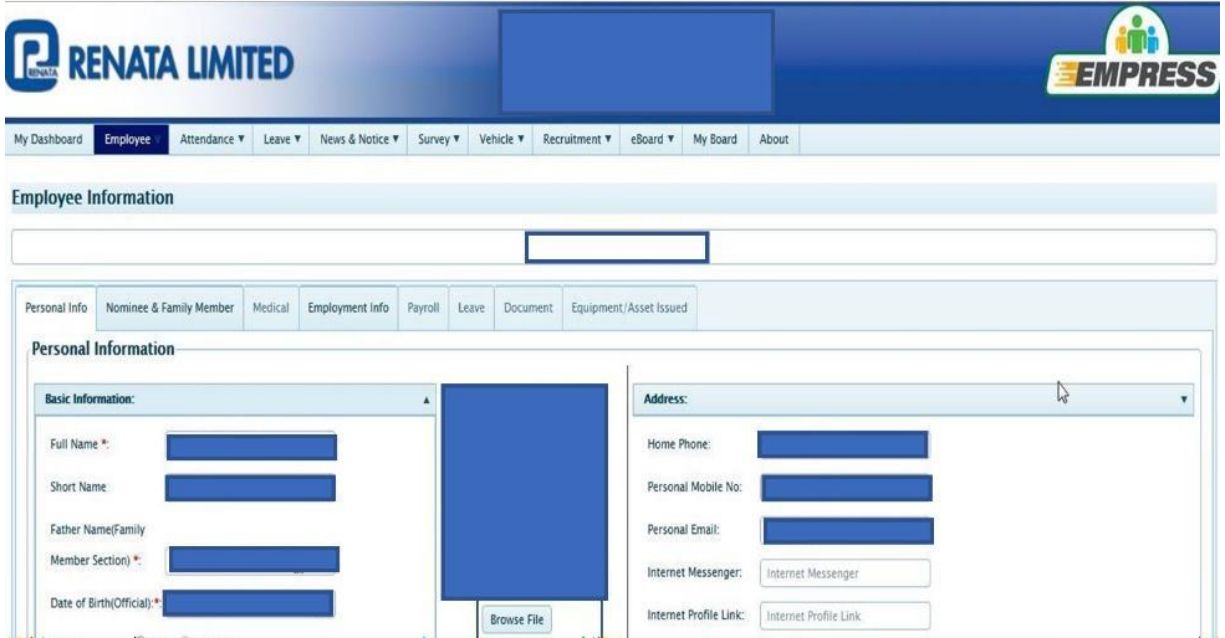 RENATA
RENATA LIMITED
EMPRESS
My Dashboard Employee ▼ Attendance ▼ Leave ▼ News & Notice ▼ Survey ▼ Vehicle ▼ Recruitment ▼ eBoard ▼ My Board About
Employee Information
Personal Info Nominee & Family Member Medical Employment Info Payroll Leave Document Equipment/Asset Issued
Personal Information
Basic Information: ▲
Full Name *:
Short Name
Father Name(Family
Member Section) *:
Date of Birth(Official):*:
Browse File
Address: ▼
Home Phone:
Personal Mobile No:
Personal Email:
Internet Messenger: Internet Messenger
Internet Profile Link: Internet Profile Link